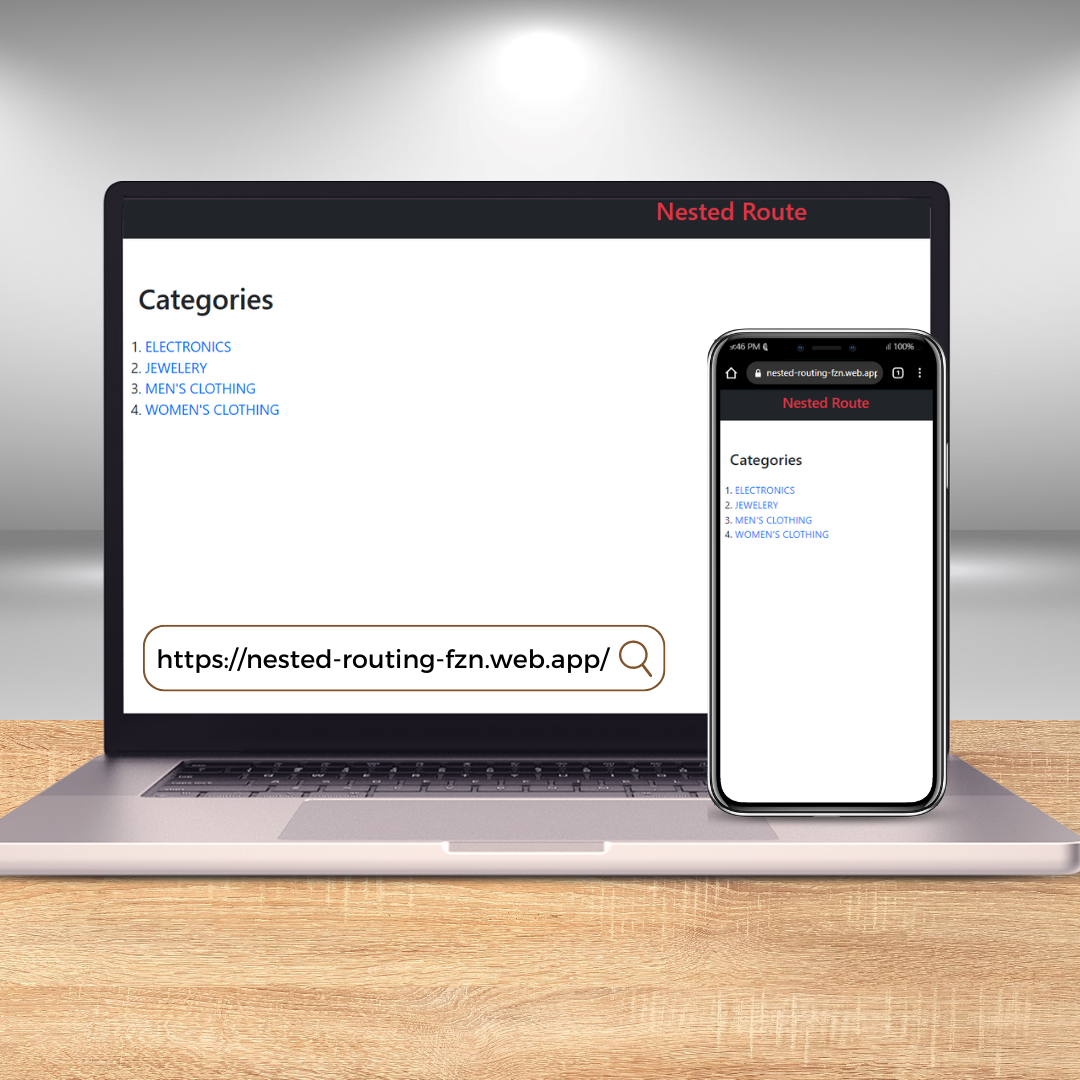 Nested Route
Categories
1. ELECTRONICS
2. JEWELERY
3. MEN'S CLOTHING
4. WOMEN'S CLOTHING
https://nested-routing-fzn.web.app/
:46 PM
100%
nested-routing-fzn.web.app
1
Nested Route
Categories
1. ELECTRONICS
2. JEWELERY
3. MEN'S CLOTHING
4. WOMEN'S CLOTHING